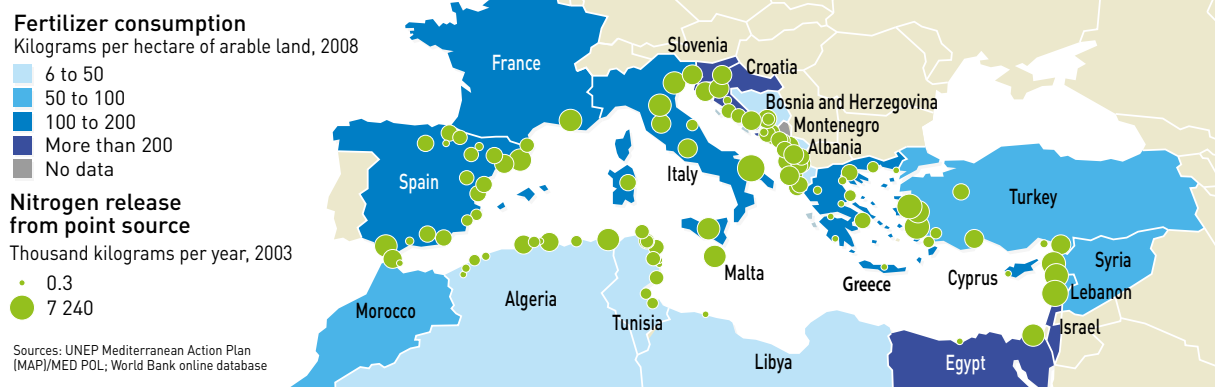 Fertilizer consumption
Kilograms per hectare of arable land, 2008
6 to 50
50 to 100
100 to 200
More than 200
No data
Nitrogen release
from point source
Thousand kilograms per year, 2003
0.3
7 240
Sources: UNEP Mediterranean Action Plan
(MAP)/MED POL; World Bank online database
France
Slovenia
Croatia
Bosnia and Herzegovina
Montenegro
Albania
Spain
Italy
Turkey
Malta
Greece
Cyprus
Syria
Lebanon
Israel
Morocco
Algeria
Tunisia
Libya
Egypt